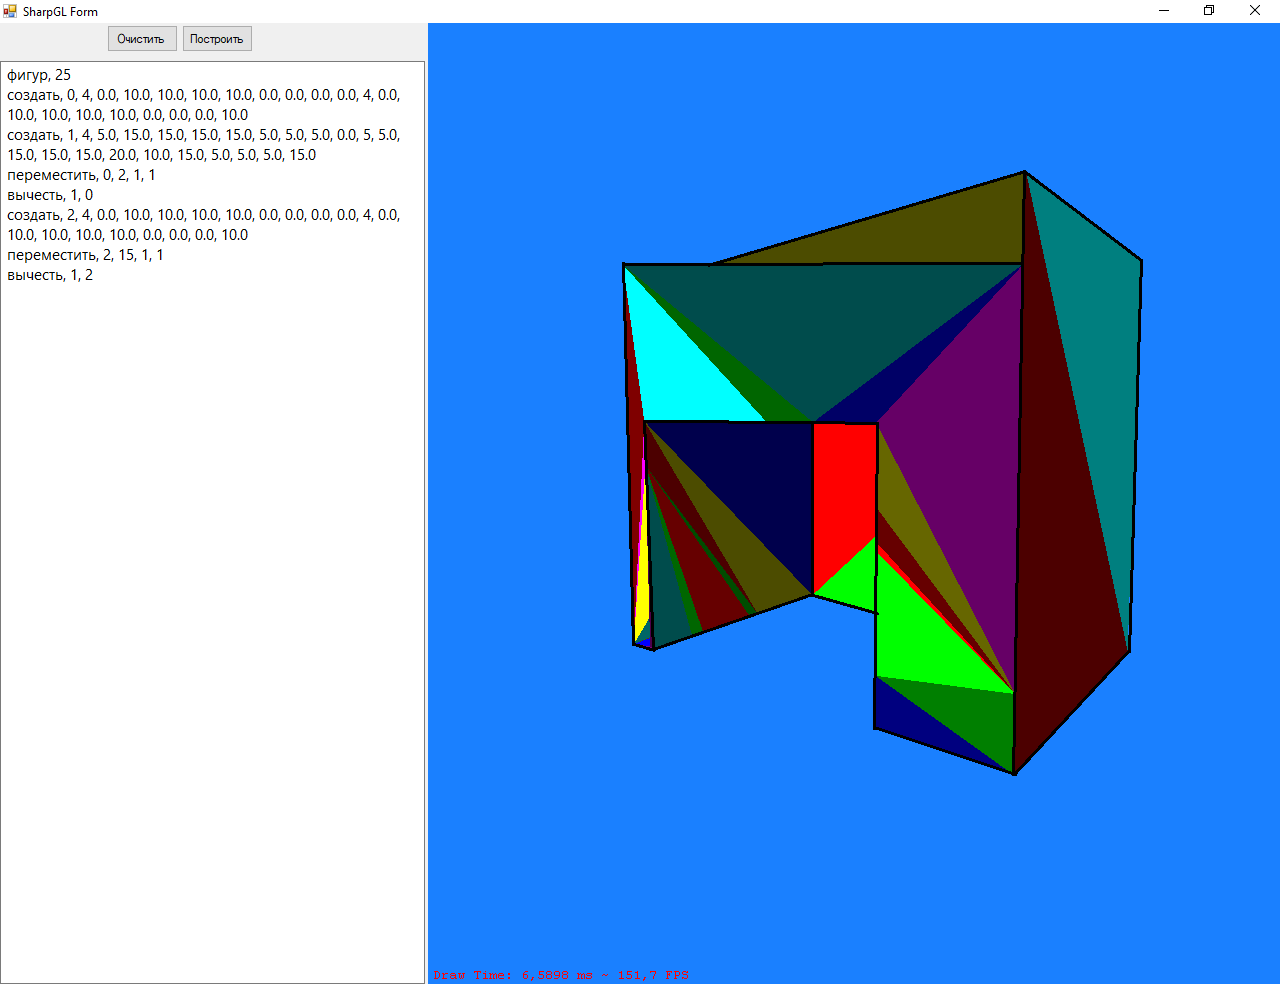 SharpGL Form
Очистить
Построить
фигур, 25
создать, 0, 4, 0.0, 10.0, 10.0, 10.0, 10.0, 0.0, 0.0, 0.0, 0.0, 4, 0.0,
10.0, 10.0, 10.0, 10.0, 0.0, 0.0, 0.0, 10.0
создать, 1, 4, 5.0, 15.0, 15.0, 15.0, 15.0, 5.0, 5.0, 5.0, 0.0, 5, 5.0,
15.0, 15.0, 15.0, 20.0, 10.0, 15.0, 5.0, 5.0, 5.0, 15.0
переместить, 0, 2, 1, 1
вычесть, 1, 0
создать, 2, 4, 0.0, 10.0, 10.0, 10.0, 10.0, 0.0, 0.0, 0.0, 0.0, 4, 0.0,
10.0, 10.0, 10.0, 10.0, 0.0, 0.0, 0.0, 10.0
переместить, 2, 15, 1, 1
вычесть, 1, 2
Draw Time: 6,5898 ms ~ 151,7 FPS